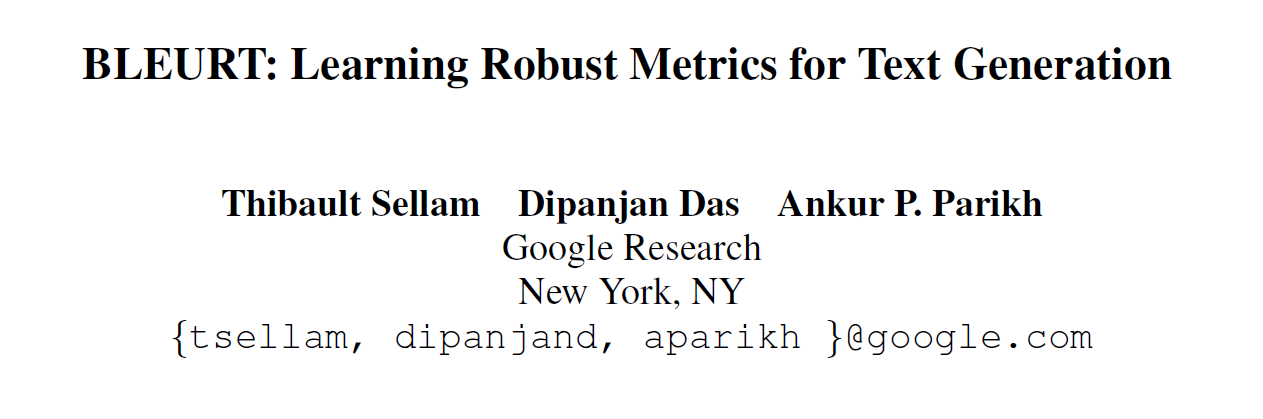 BLEURT: Learning Robust Metrics for Text Generation
Thibault Sellam Dipanjan Das Ankur P. Parikh
Google Research
New York, NY
{tsellam, dipanjand, aparikh }@google.com